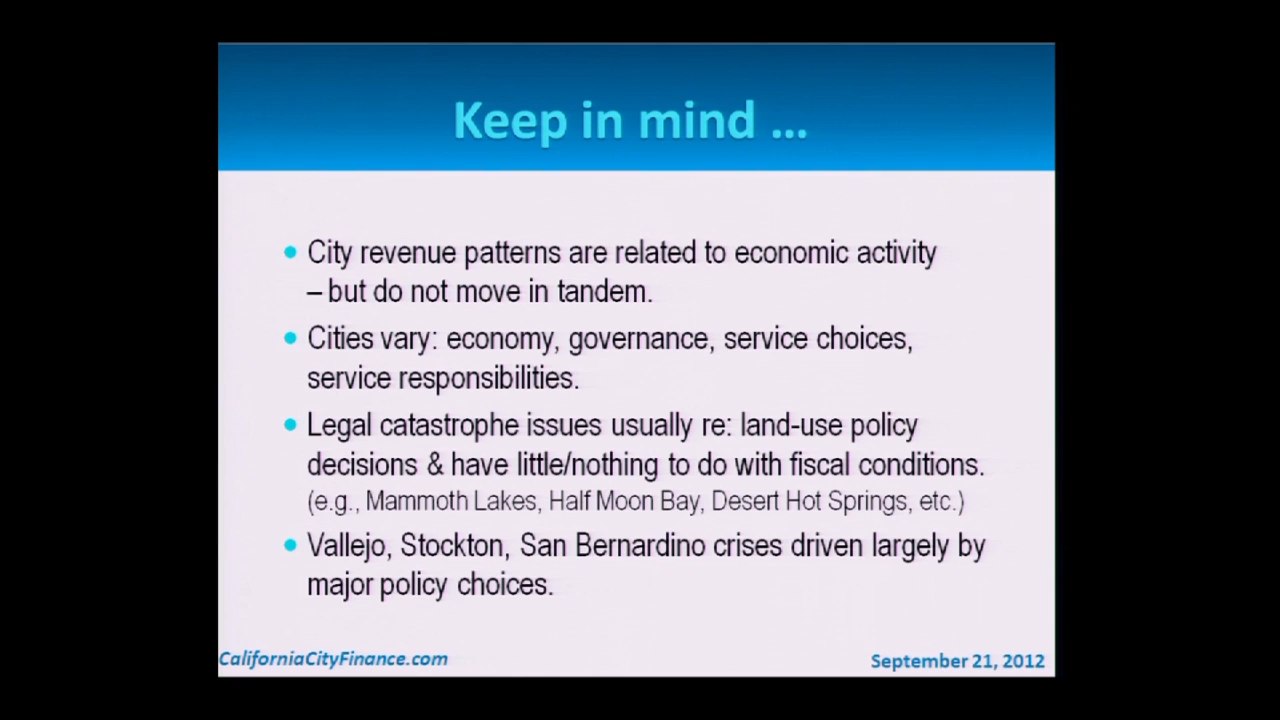 Keep in mind ...
• City revenue patterns are related to economic activity
– but do not move in tandem.
• Cities vary: economy, governance, service choices,
service responsibilities.
• Legal catastrophe issues usually re: land-use policy
decisions & have little/nothing to do with fiscal conditions.
(e.g., Mammoth Lakes, Half Moon Bay, Desert Hot Springs, etc.)
• Vallejo, Stockton, San Bernardino crises driven largely by
major policy choices.
CaliforniaCityFinance.com
September 21, 2012